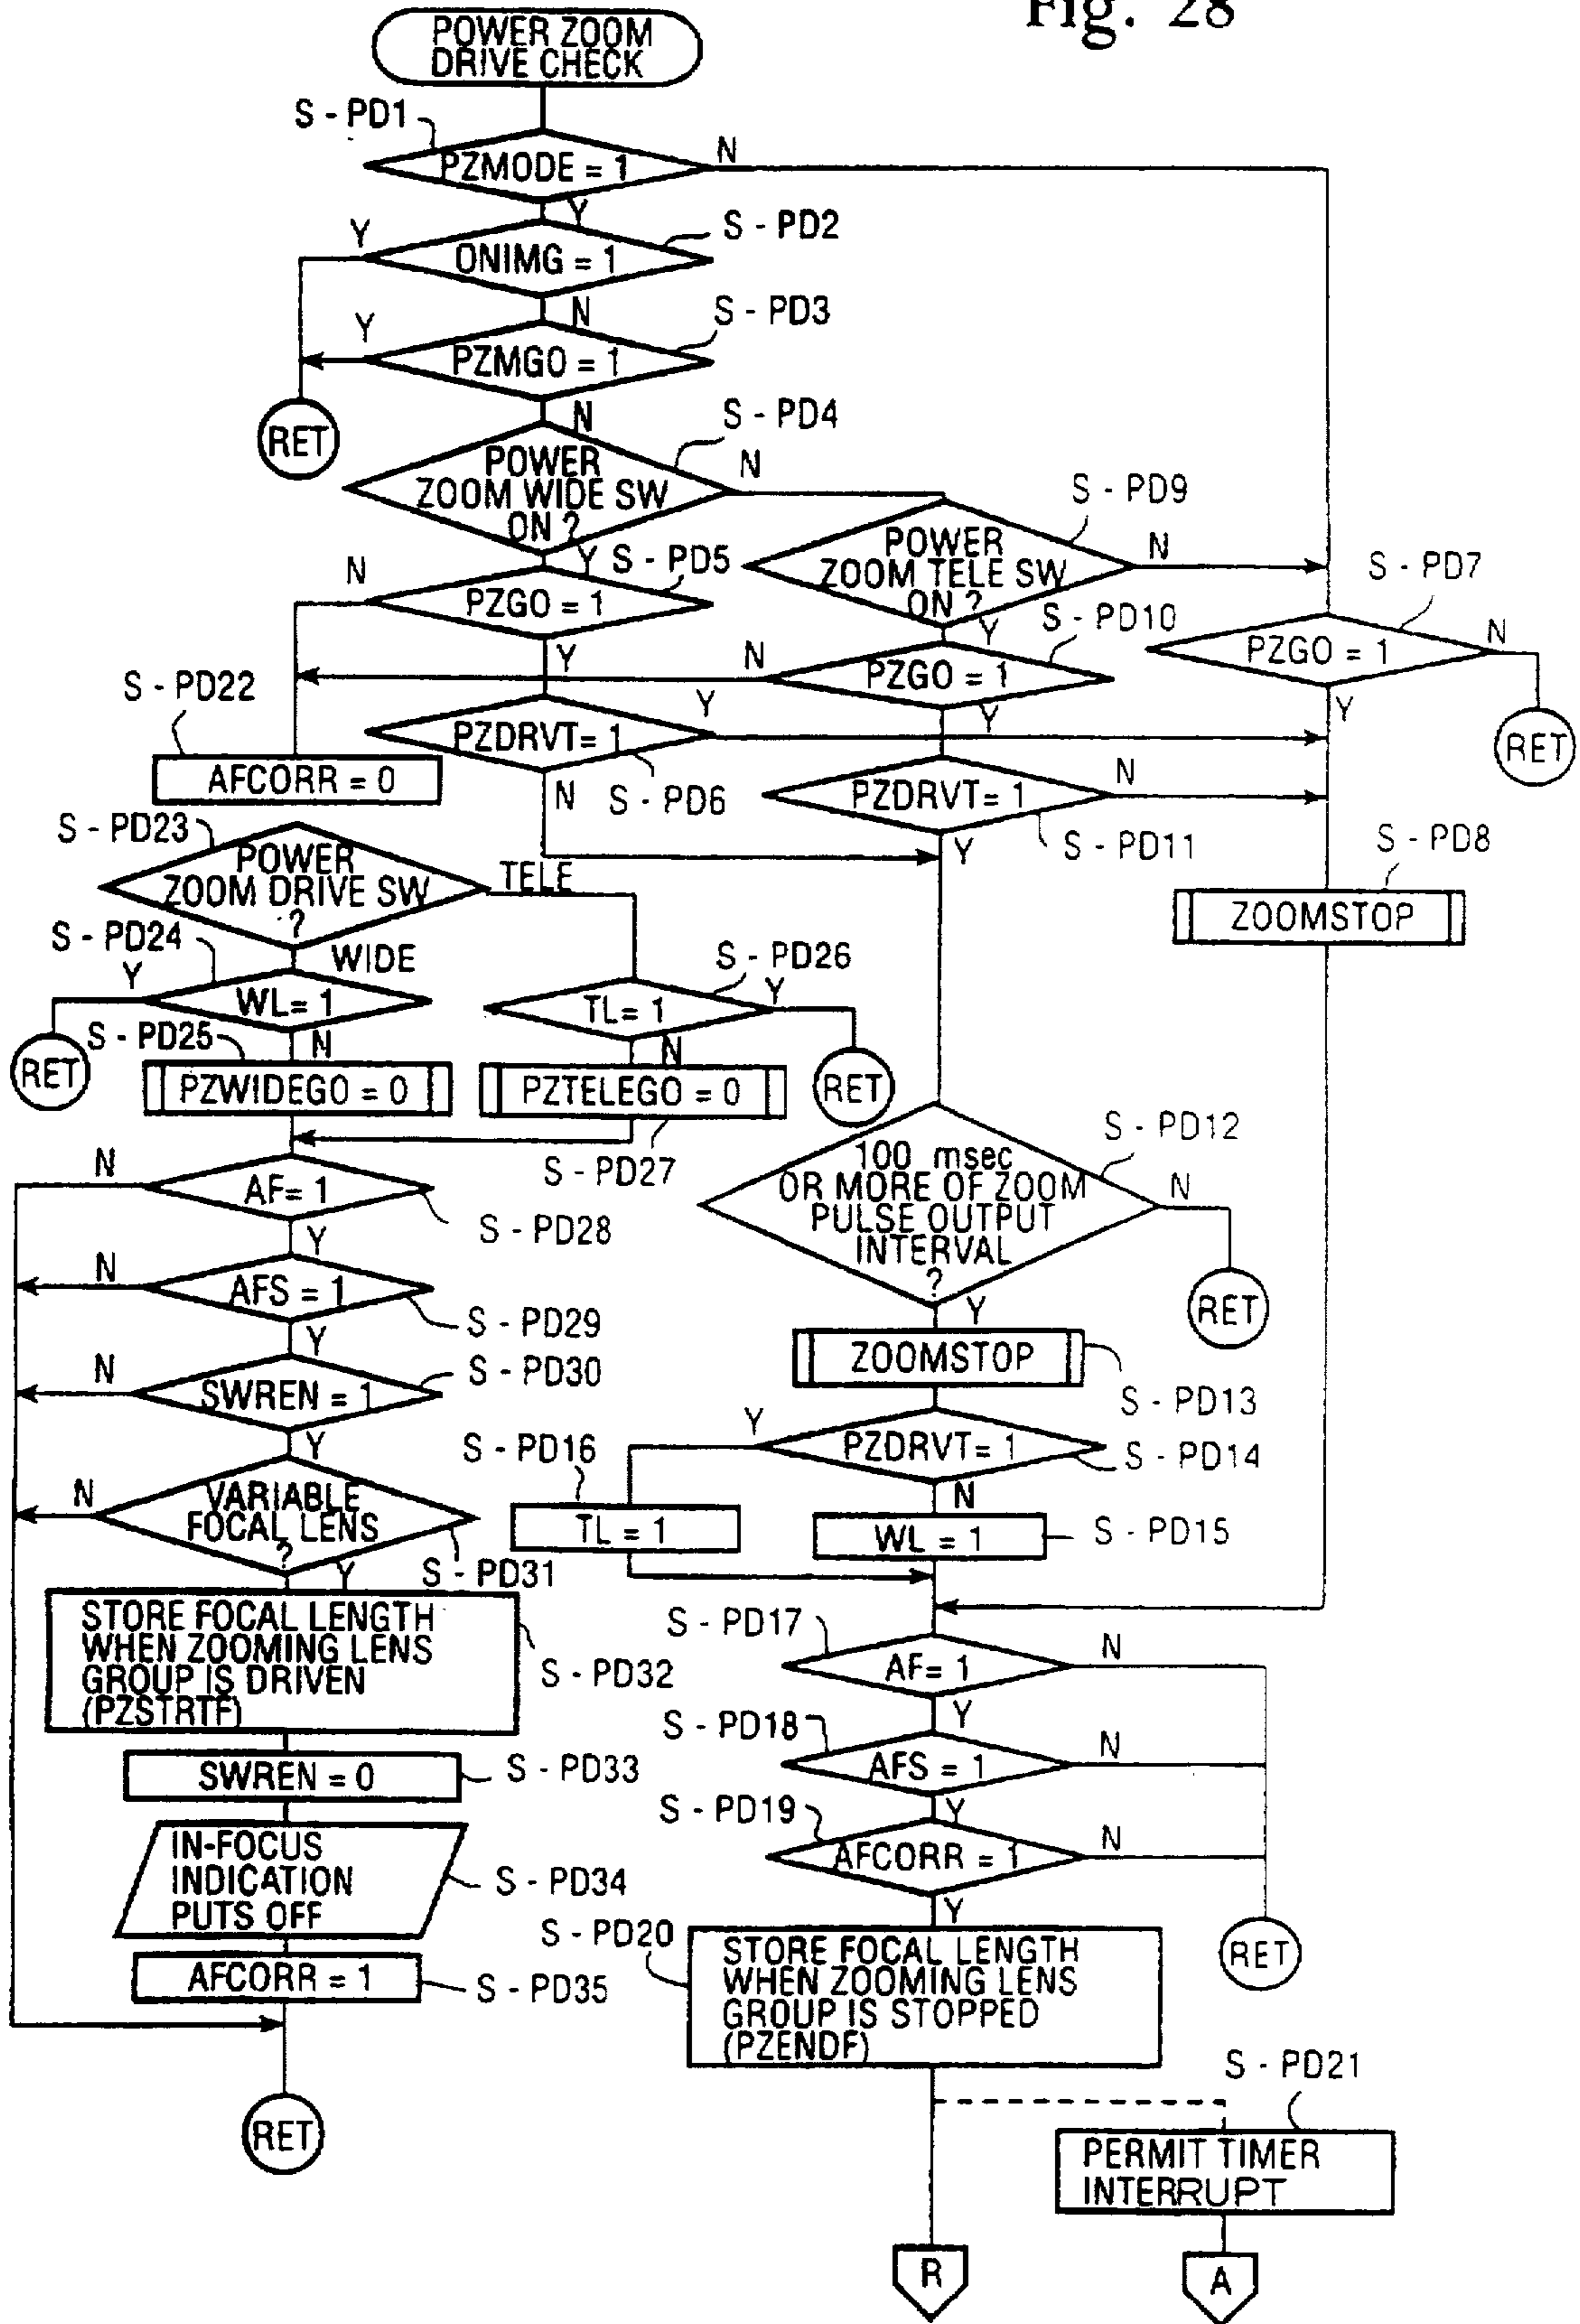 Fig. 28
POWER ZOOM
DRIVE CHECK
S - PD1
PZMODE = 1
N
Y
S - PD2
Y
ONIMG = 1
N
S - PD3
Y
PZMGO = 1
RET
N
S - PD4
POWER
ZOOM WIDE SW
ON ?
N
Y
S - PD9
POWER
ZOOM TELE SW
ON ?
N
Y
S - PD5
N
PZGO = 1
Y
S - PD7
PZGO = 1
N
Y
RET
S - PD10
N
PZGO = 1
Y
S - PD22
AFCORR = 0
PZDRVT= 1
Y
N
S - PD6
PZDRVT= 1
N
Y
S - PD11
S - PD8
ZOOMSTOP
S - PD23
POWER
ZOOM DRIVE SW
?
TELE
WIDE
S - PD24
Y
WL= 1
N
RET
S - PD26
TL= 1
Y
N
RET
S - PD25
PZWIDEGO = 0
PZTELEGO = 0
S - PD27
S - PD12
100 msec
OR MORE OF ZOOM
PULSE OUTPUT
INTERVAL
?
N
Y
RET
N
AF= 1
S - PD28
Y
N
AFS = 1
S - PD29
Y
ZOOMSTOP
S - PD13
N
SWREN = 1
S - PD30
Y
Y
PZDRVT= 1
S - PD14
N
S - PD16
TL = 1
WL = 1
S - PD15
N
VARIABLE
FOCAL LENS
?
S - PD31
Y
STORE FOCAL LENGTH
WHEN ZOOMING LENS
GROUP IS DRIVEN
(PZSTRTF)
S - PD32
S - PD17
AF= 1
N
Y
S - PD18
AFS = 1
N
Y
SWREN = 0
S - PD33
S - PD19
AFCORR = 1
N
Y
IN-FOCUS
INDICATION
PUTS OFF
S - PD34
S - PD20
STORE FOCAL LENGTH
WHEN ZOOMING LENS
GROUP IS STOPPED
(PZENDF)
RET
AFCORR = 1
S - PD35
RET
S - PD21
PERMIT TIMER
INTERRUPT
R
A